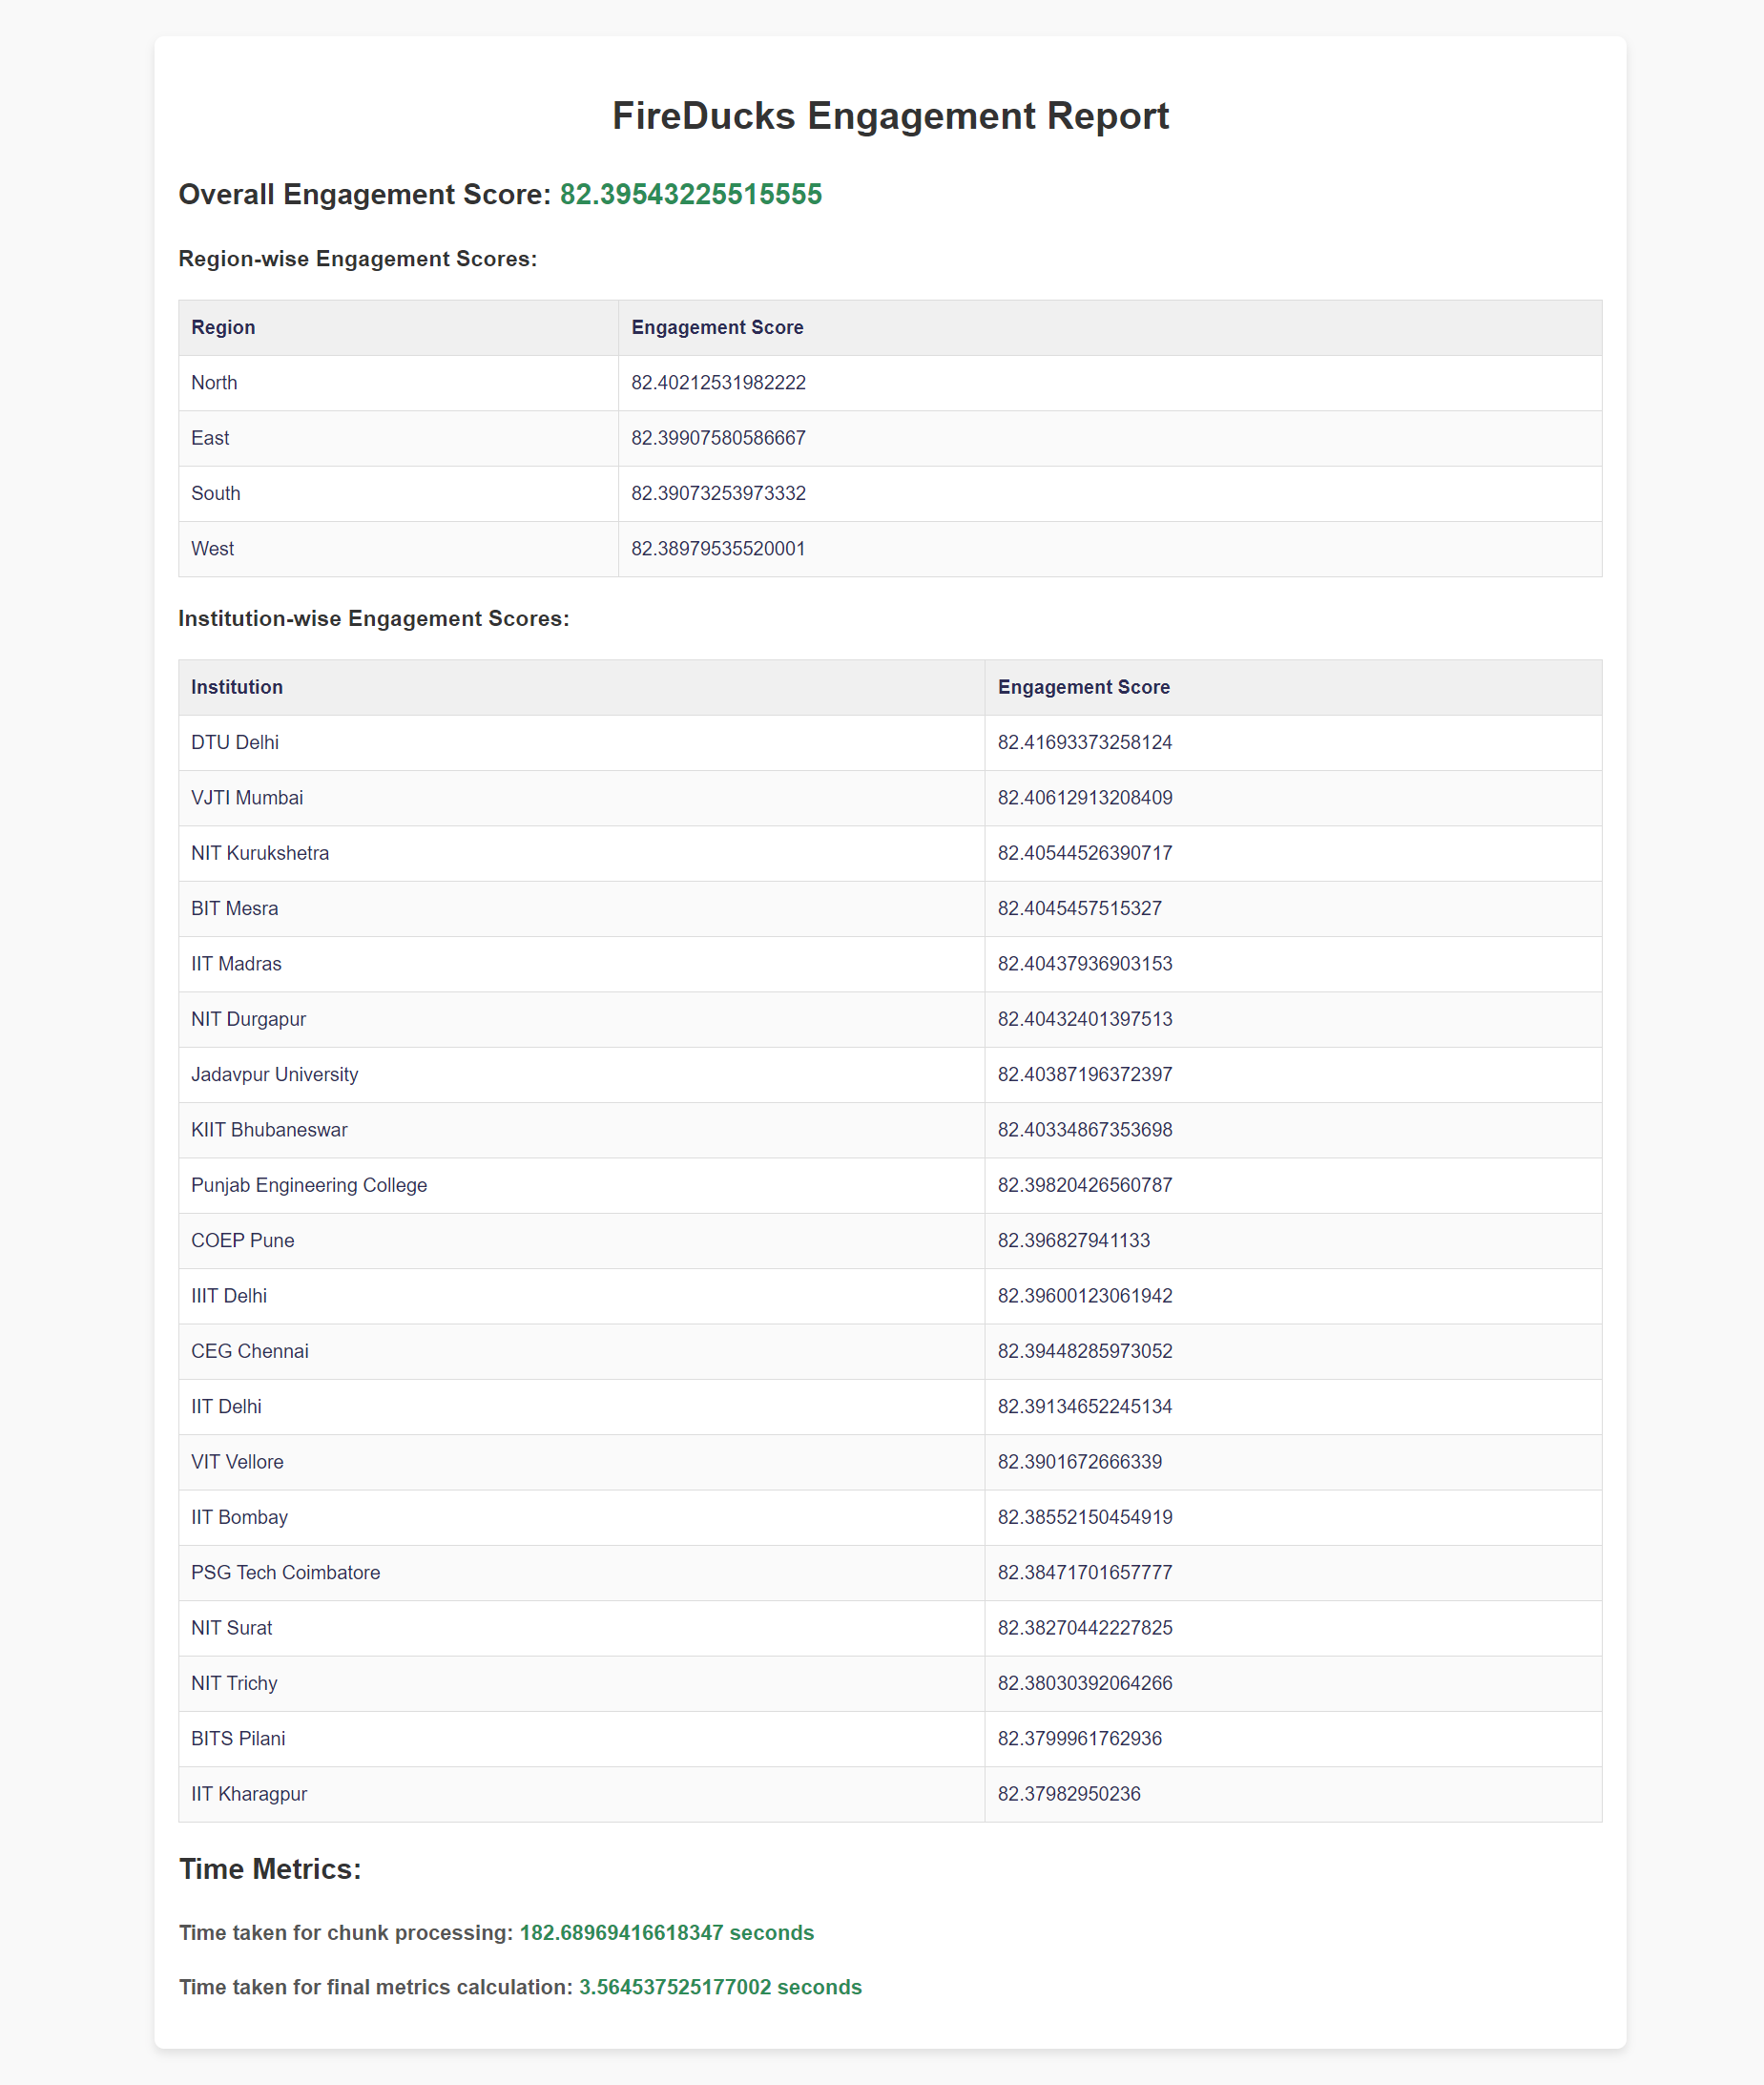 FireDucks Engagement Report
Overall Engagement Score: 82.39543225515555
Region-wise Engagement Scores:
Region Engagement Score
North 82.40212531982222
East 82.39907580586667
South 82.39073253973332
West 82.38979535520001
Institution-wise Engagement Scores:
Institution Engagement Score
DTU Delhi 82.41693373258124
VJTI Mumbai 82.40612913208409
NIT Kurukshetra 82.40544526390717
BIT Mesra 82.4045457515327
IIT Madras 82.40437936903153
NIT Durgapur 82.40432401397513
Jadavpur University 82.40387196372397
KIIT Bhubaneswar 82.40334867353698
Punjab Engineering College 82.39820426560787
COEP Pune 82.396827941133
IIIT Delhi 82.39600123061942
CEG Chennai 82.39448285973052
IIT Delhi 82.39134652245134
VIT Vellore 82.3901672666339
IIT Bombay 82.38552150454919
PSG Tech Coimbatore 82.38471701657777
NIT Surat 82.38270442227825
NIT Trichy 82.38030392064266
BITS Pilani 82.3799961762936
IIT Kharagpur 82.37982950236
Time Metrics:
Time taken for chunk processing: 182.68969416618347 seconds
Time taken for final metrics calculation: 3.564537525177002 seconds